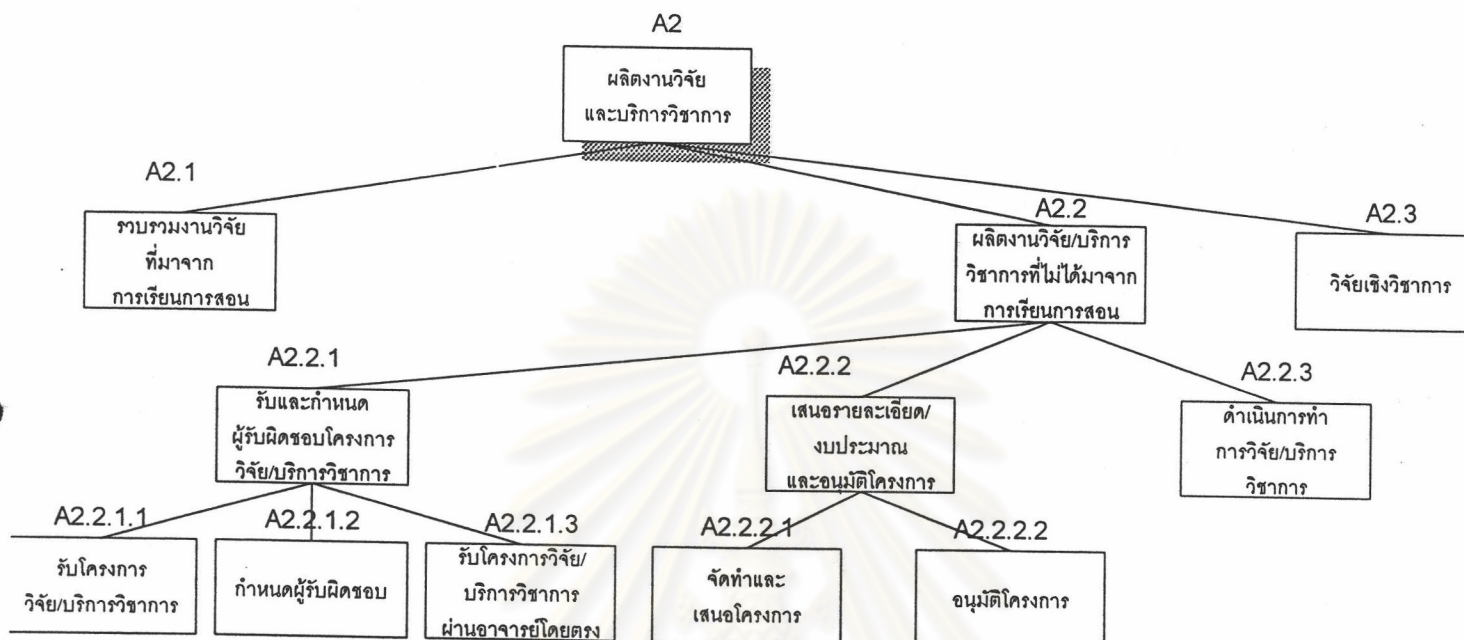 A2
ผลิตงานวิจัย
และบริการวิชาการ
A2.1
รวบรวมงานวิจัย
ที่มาจาก
การเรียนการสอน
A2.2
ผลิตงานวิจัย/บริการ
วิชาการที่ไม่ได้มาจาก
การเรียนการสอน
A2.3
วิจัยเชิงวิชาการ
A2.2.1
รับและกำหนด
ผู้รับผิดชอบโครงการ
วิจัย/บริการวิชาการ
A2.2.2
เสนอรายละเอียด/
งบประมาณ
และอนุมัติโครงการ
A2.2.3
ดำเนินการทำ
การวิจัย/บริการ
วิชาการ
A2.2.1.1
รับโครงการ
วิจัย/บริการวิชาการ
A2.2.1.2
กำหนดผู้รับผิดชอบ
A2.2.1.3
รับโครงการวิจัย/
บริการวิชาการ
ผ่านอาจารย์โดยตรง
A2.2.2.1
จัดทำและ
เสนอโครงการ
A2.2.2.2
อนุมัติโครงการ